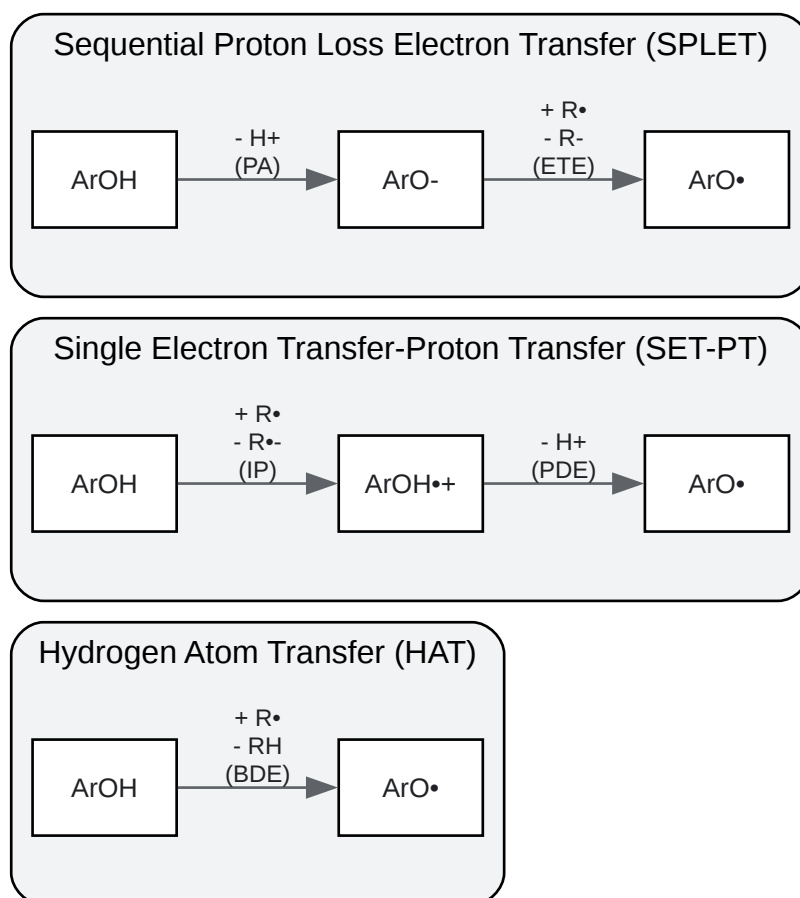 Sequential Proton Loss Electron Transfer (SPLET)
ArOH
- H+
(PA)
ArO-
+ R•
- R-
(ETE)
ArO•
Single Electron Transfer-Proton Transfer (SET-PT)
ArOH
+ R•
- R•-
(IP)
ArOH•+
- H+
(PDE)
ArO•
Hydrogen Atom Transfer (HAT)
ArOH
+ R•
- RH
(BDE)
ArO•